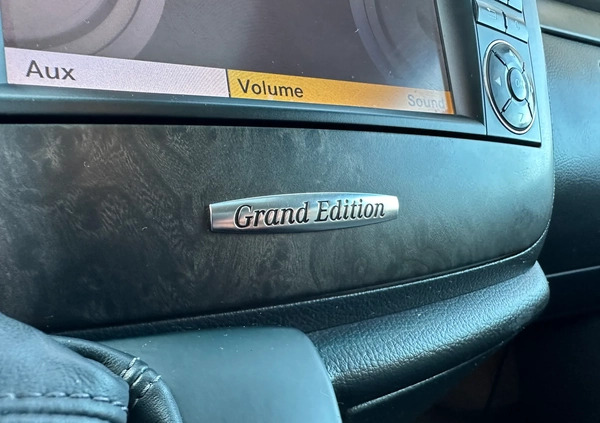 Aux
Volume
Sound
Grand Edition